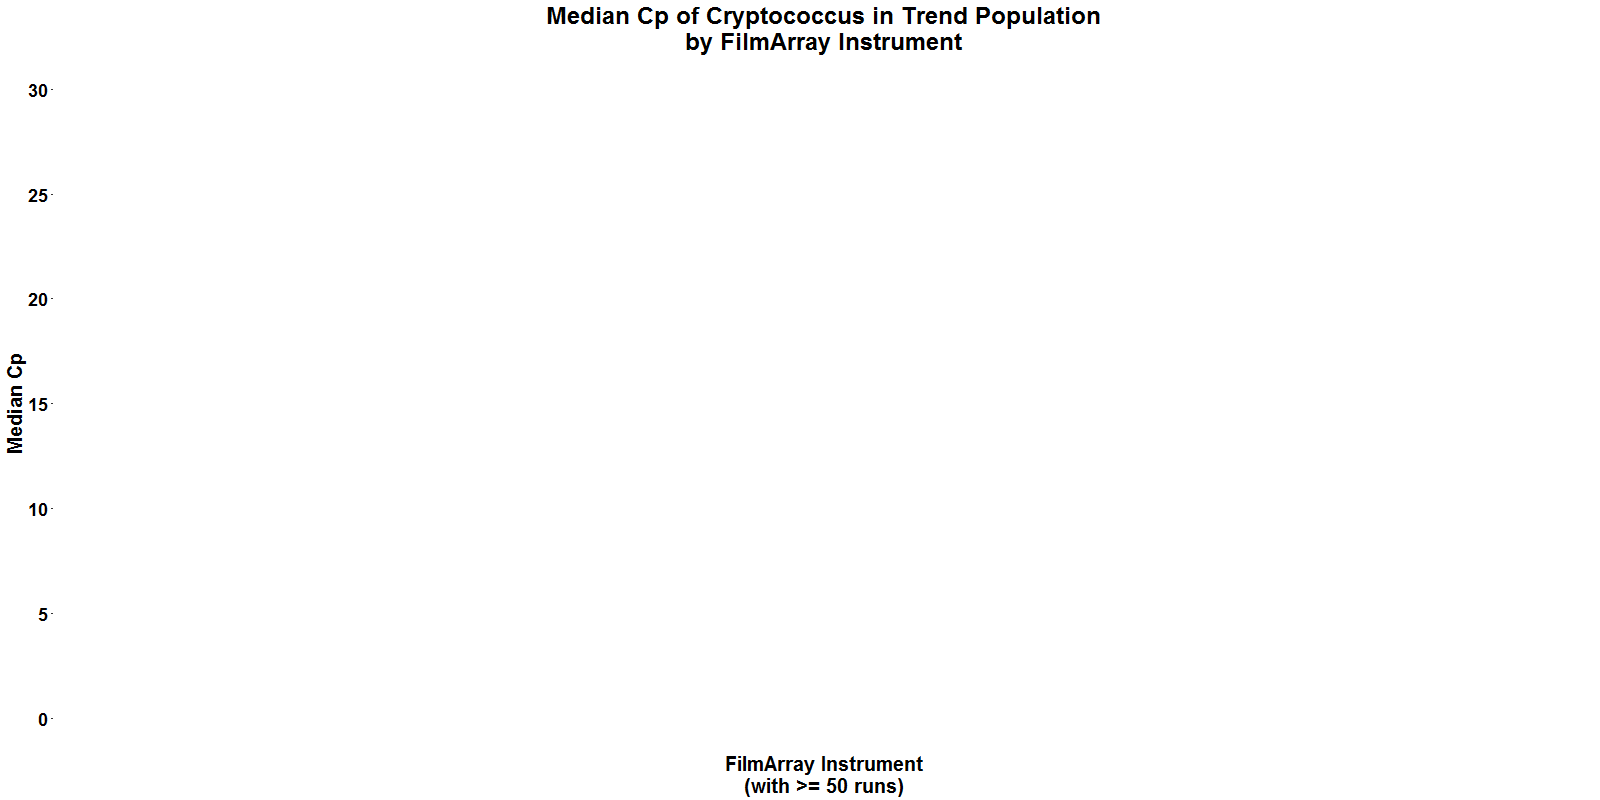 Median Cp of Cryptococcus in Trend Population
by FilmArray Instrument
30
25
20
15
10
5
0
Median Cp
FilmArray Instrument
(with >= 50 runs)